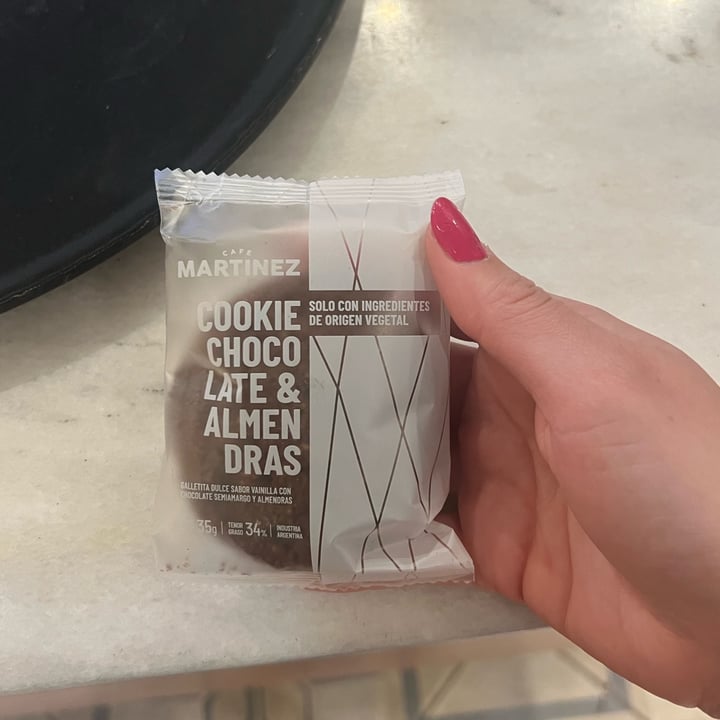 CAFÉ
MARTÍNEZ
COOKIE
CHOCO
LATE &
ALMEN
DRAS
SOLO CON INGREDIENTES
DE ORIGEN VEGETAL
GALLETITA DULCE SABOR VAINILLA CON
CHOCOLATE SEMIAMARGO Y ALMENDRAS
35g | TENOR GRASO 34% | INDUSTRIA ARGENTINA